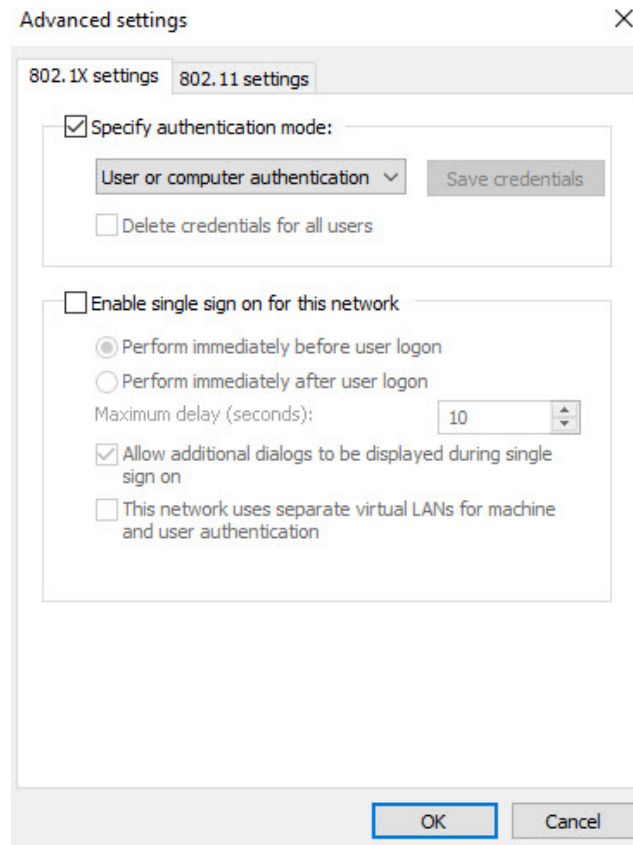 Advanced settings
802.1X settings
802.11 settings
Specify authentication mode:
User or computer authentication
Save credentials
Delete credentials for all users
Enable single sign on for this network
Perform immediately before user logon
Perform immediately after user logon
Maximum delay (seconds):
10
Allow additional dialogs to be displayed during single
sign on
This network uses separate virtual LANs for machine
and user authentication
OK
Cancel